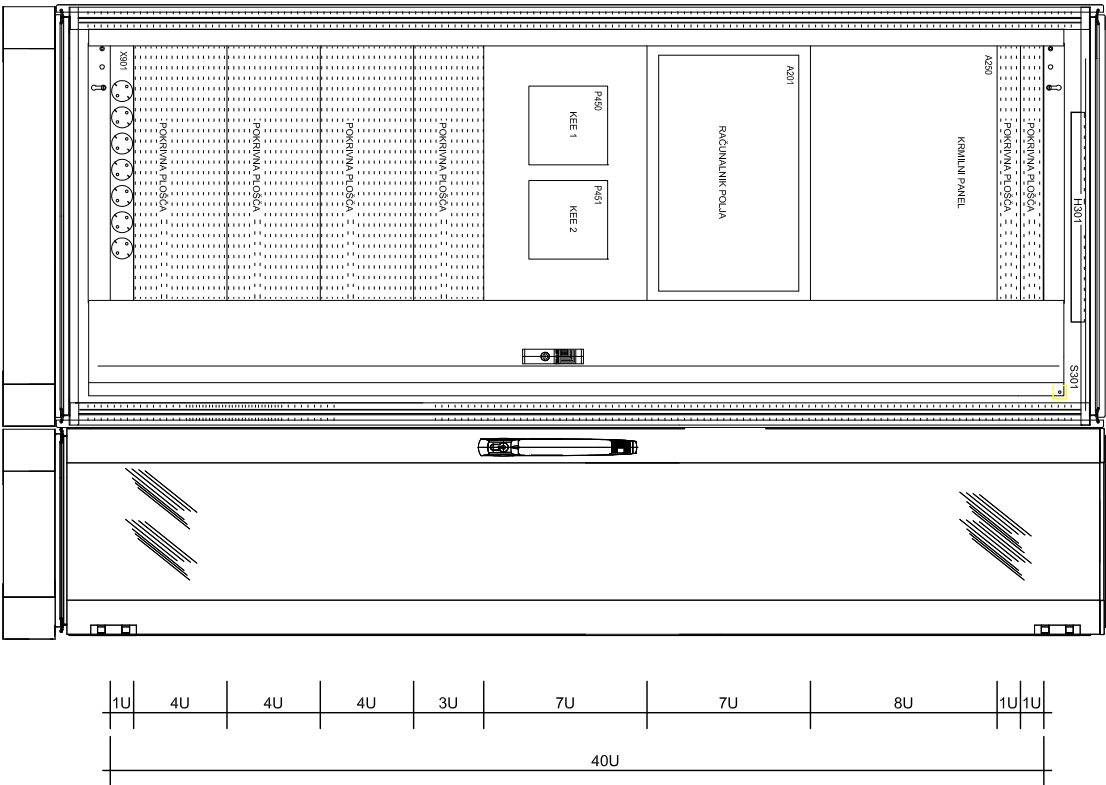 X901
POKRIVNA PLOŠČA
POKRIVNA PLOŠČA
POKRIVNA PLOŠČA
POKRIVNA PLOŠČA
P450
KEE 1
P451
KEE 2
A201
RAČUNALNIK POLJA
A250
KRMILNI PANEL
POKRIVNA PLOŠČA
POKRIVNA PLOŠČA
H301
S301
1U 4U 4U 4U 3U 7U 7U 8U 1U 1U
40U